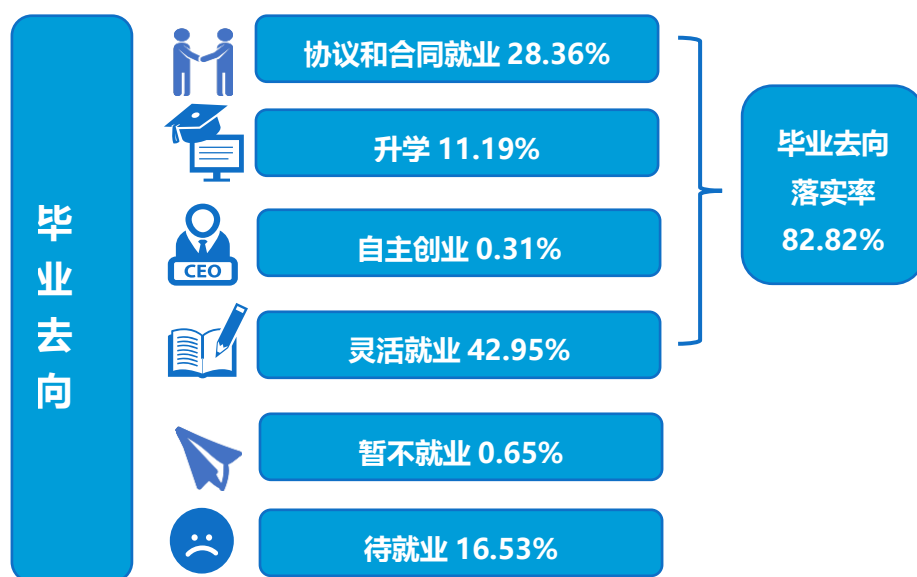 毕业去向
协议和合同就业 28.36%
升学 11.19%
CEO
自主创业 0.31%
灵活就业 42.95%
暂不就业 0.65%
待就业 16.53%
毕业去向
落实率
82.82%